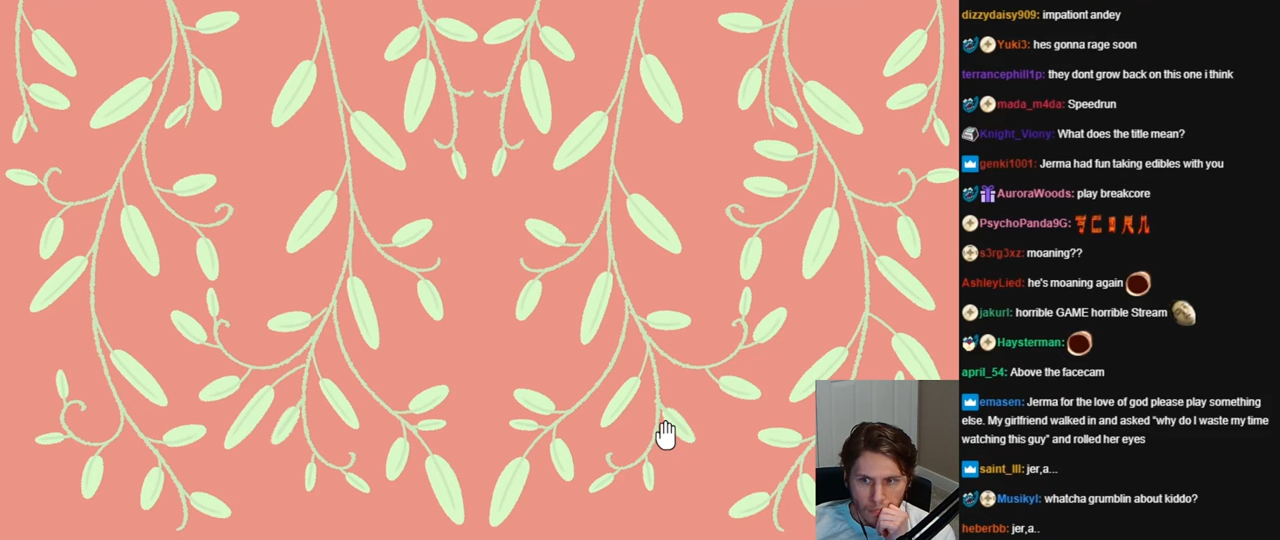 dizzydaisy909: impationt andey
Yuki3: hes gonna rage soon
terrancephill1p: they dont grow back on this one i think
mada_m4da: Speedrun
Knight_Viony: What does the title mean?
genki1001: Jerma had fun taking edibles with you
AuroraWoods: play breakcore
PsychoPanda9G:
s3rg3xz: moaning??
AshleyLied: he's moaning again
jakurl: horrible GAME horrible Stream
Haysterman:
april_54: Above the facecam
emasen: Jerma for the love of god please play something
else. My girlfriend walked in and asked "why do I waste my time
watching this guy" and rolled her eyes
saint_III: jer,a...
Musikyl: whatcha grumblin about kiddo?
heberbb: jer,a..